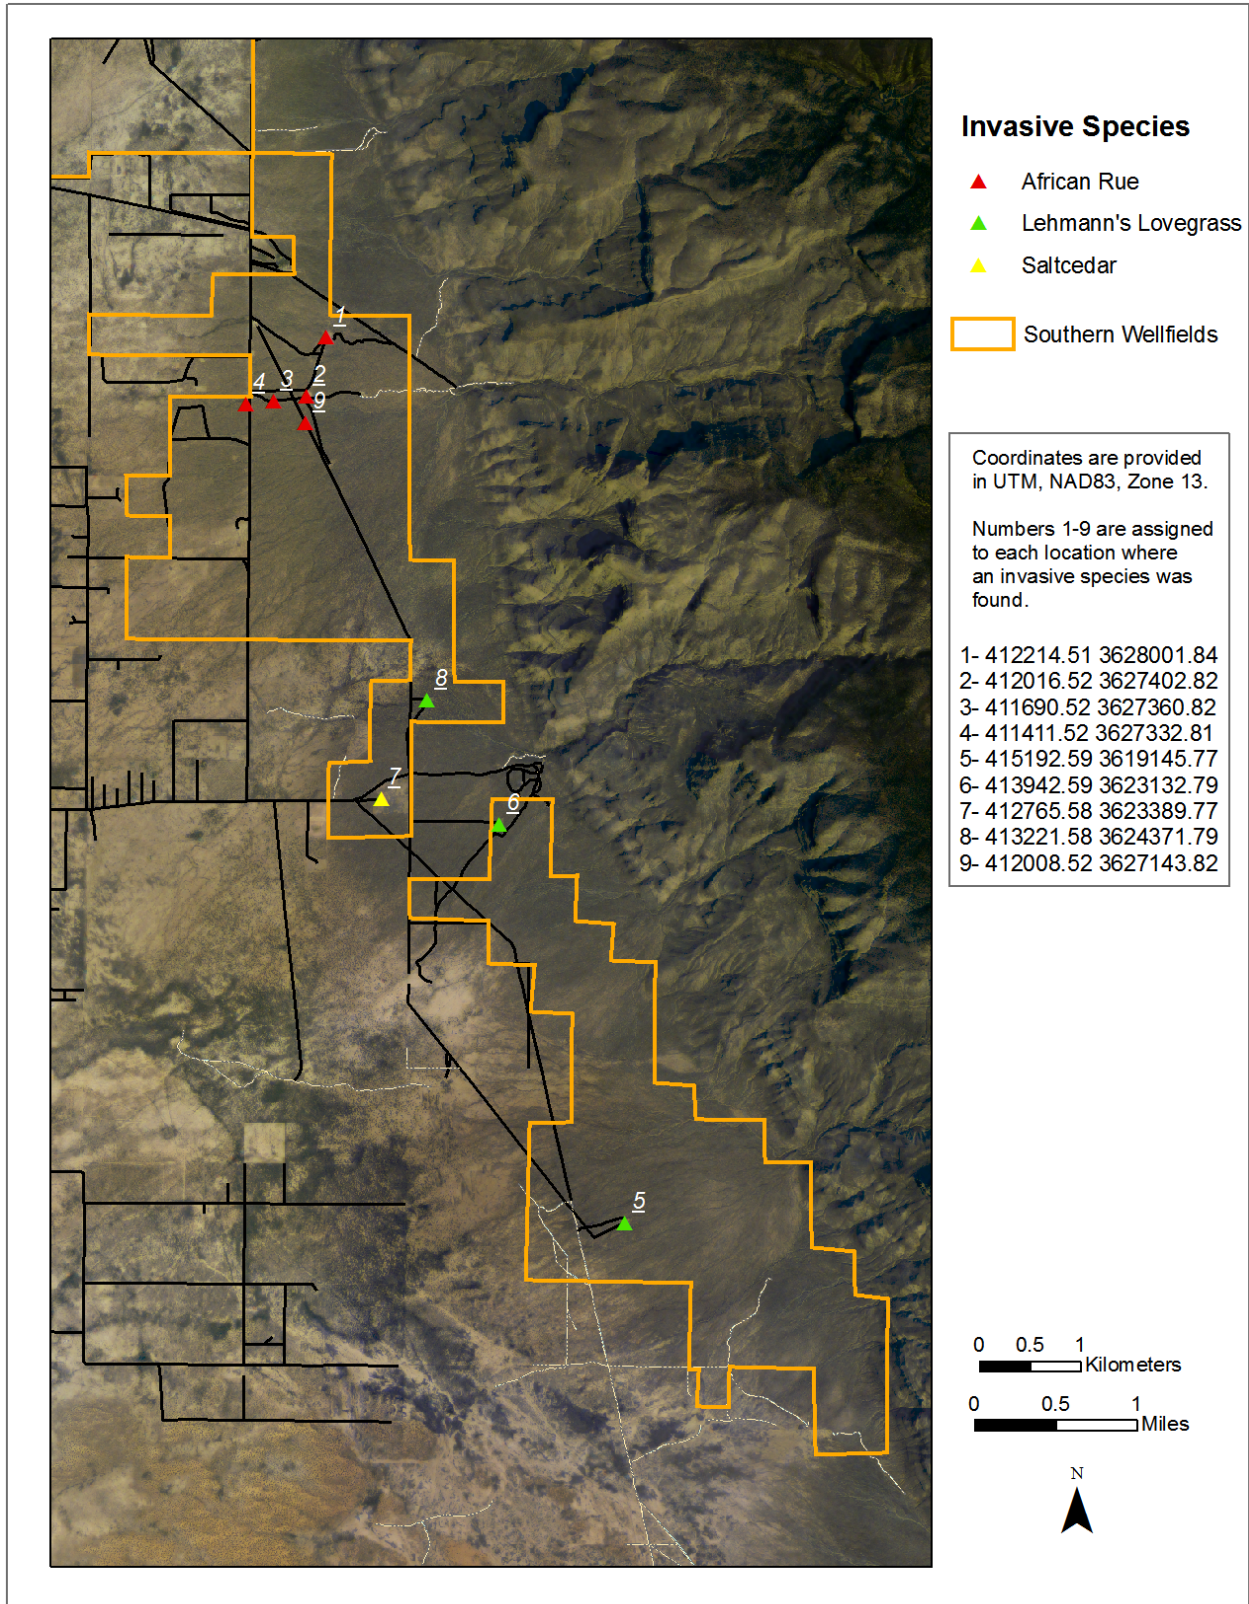 Invasive Species
African Rue
Lehmann's Lovegrass
Saltcedar
Southern Wellfields
Coordinates are provided
in UTM, NAD83, Zone 13.
Numbers 1-9 are assigned
to each location where
an invasive species was
found.
1- 412214.51 3628001.84
2- 412016.52 3627402.82
3- 411690.52 3627360.82
4- 411411.52 3627332.81
5- 415192.59 3619145.77
6- 413942.59 3623132.79
7- 412765.58 3623389.77
8- 413221.58 3624371.79
9- 412008.52 3627143.82
1
2
4 3
9
8
7
6
5
0 0.5 1
Kilometers
0 0.5 1
Miles
N